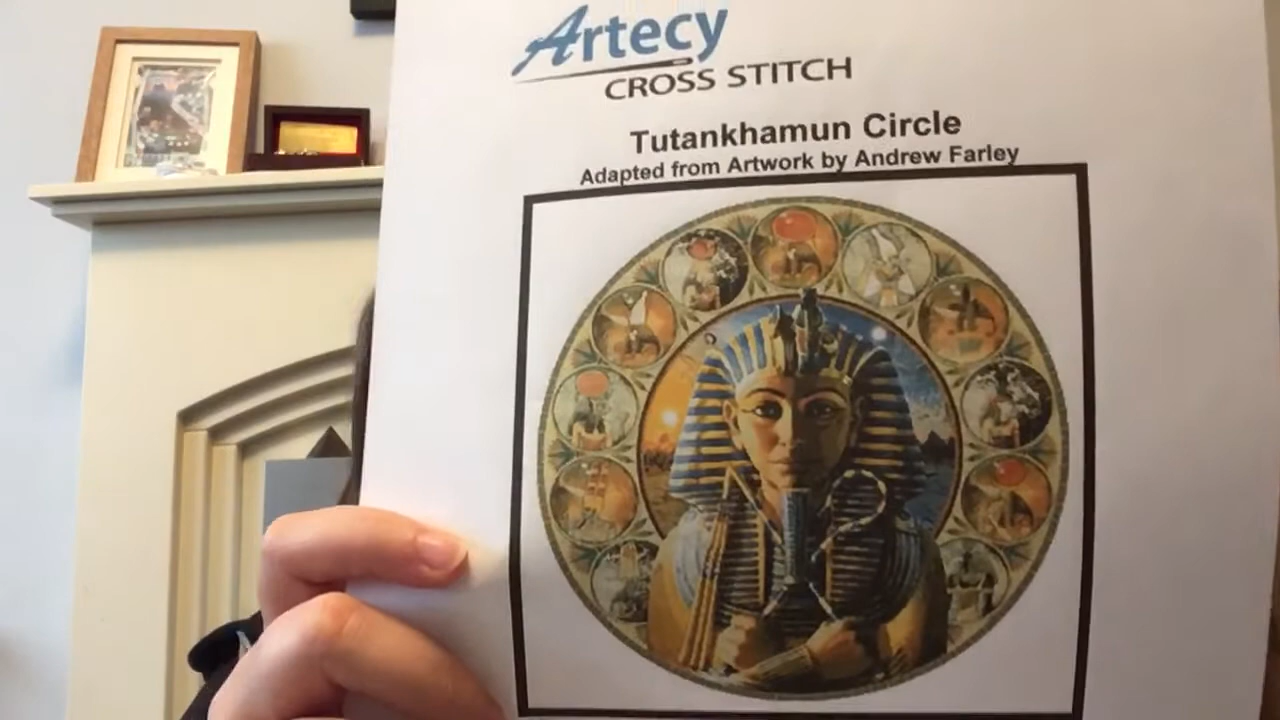 Artecy
CROSS STITCH
Tutankhamun Circle
Adapted from Artwork by Andrew Farley